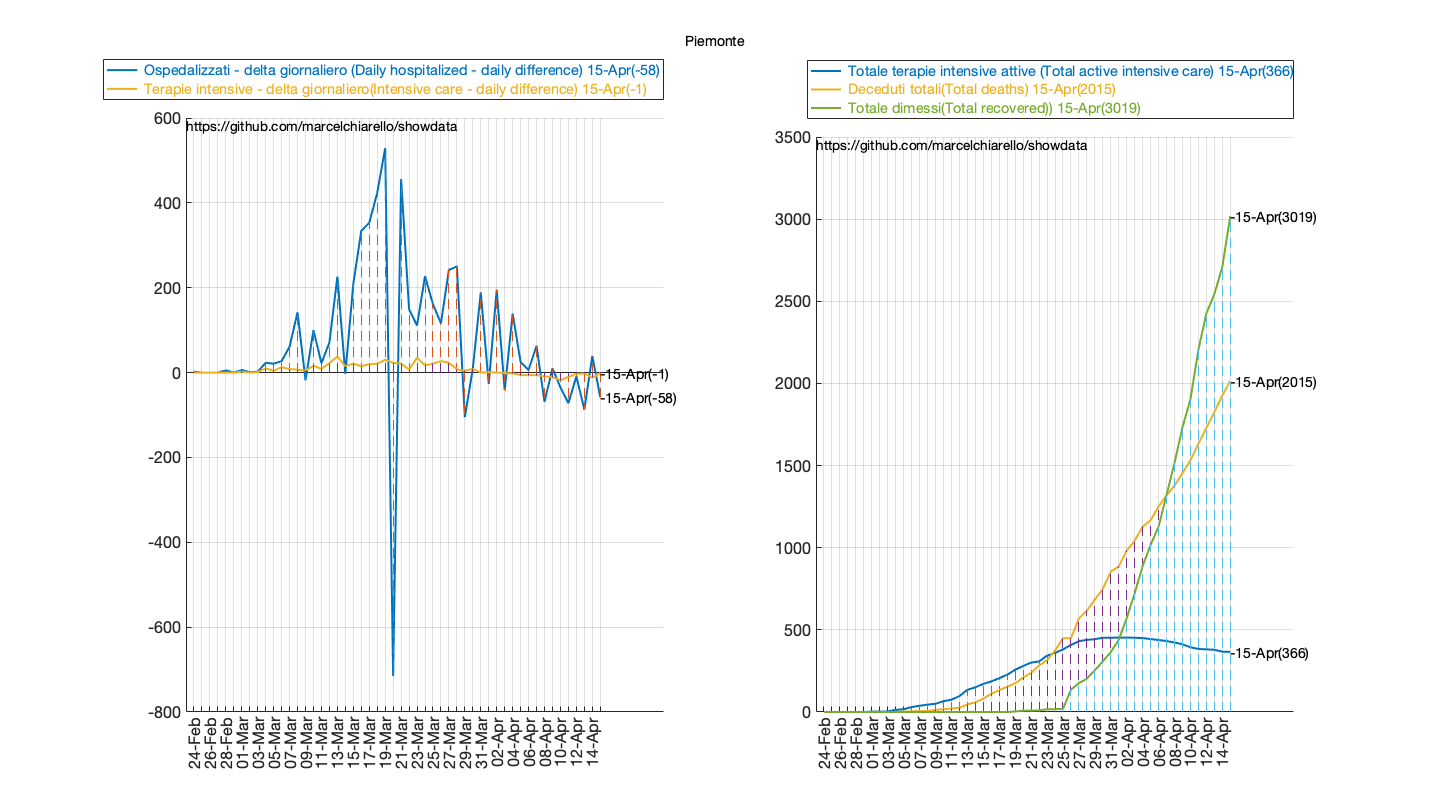 Piemonte
Ospedalizzati - delta giornaliero (Daily hospitalized - daily difference) 15-Apr(-58)
Terapie intensive - delta giornaliero(Intensive care - daily difference) 15-Apr(-1)
https://github.com/marcelchiarello/showdata
600
400
200
0
-200
-400
-600
-800
-15-Apr(-1)
-15-Apr(-58)
24-Feb
26-Feb
28-Feb
01-Mar
03-Mar
05-Mar
07-Mar
09-Mar
11-Mar
13-Mar
15-Mar
17-Mar
19-Mar
21-Mar
23-Mar
25-Mar
27-Mar
29-Mar
31-Mar
02-Apr
04-Apr
06-Apr
08-Apr
10-Apr
12-Apr
14-Apr
Totale terapie intensive attive (Total active intensive care) 15-Apr(366)
Deceduti totali(Total deaths) 15-Apr(2015)
Totale dimessi(Total recovered)) 15-Apr(3019)
https://github.com/marcelchiarello/showdata
3500
3000
2500
2000
1500
1000
500
0
-15-Apr(3019)
-15-Apr(2015)
-15-Apr(366)
24-Feb
26-Feb
28-Feb
01-Mar
03-Mar
05-Mar
07-Mar
09-Mar
11-Mar
13-Mar
15-Mar
17-Mar
19-Mar
21-Mar
23-Mar
25-Mar
27-Mar
29-Mar
31-Mar
02-Apr
04-Apr
06-Apr
08-Apr
10-Apr
12-Apr
14-Apr